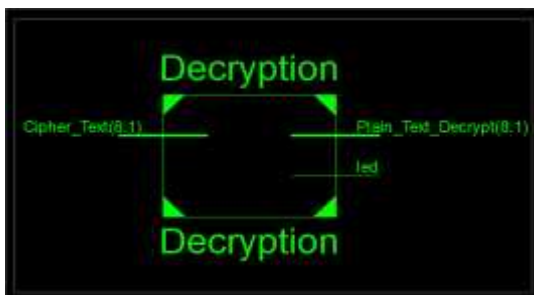 Decryption
Cipher_Text(8:1)
Plain_Text_Decrypt(8:1)
led
Decryption